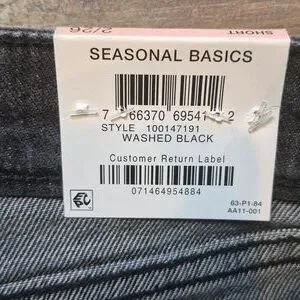 SHORT
2/26
SEASONAL BASICS
7 66370 69541 2
STYLE 100147191
WASHED BLACK
Customer Return Label
071464954884
63-P1-84
AA11-001